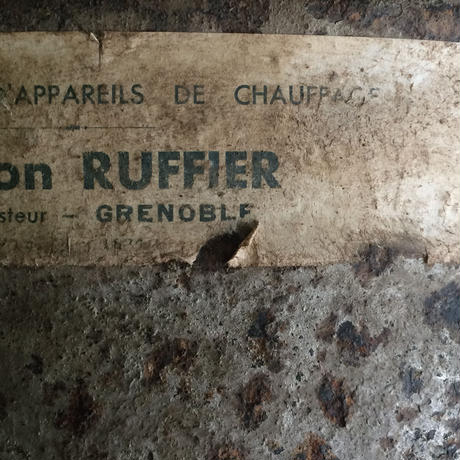 D'APPAREILS DE CHAUFFAGE
on RUFFIER
steur - GRENOBLE